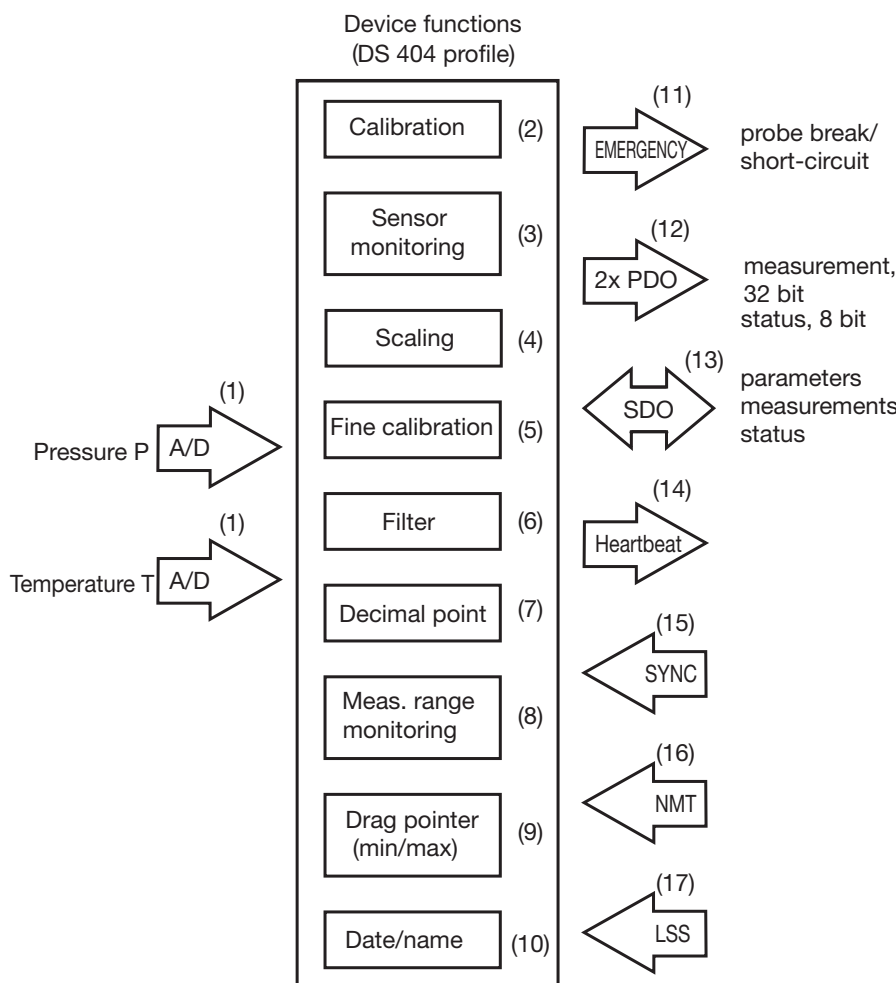 Device functions
(DS 404 profile)
Calibration
(2)
Sensor
monitoring
(3)
Scaling
(4)
Fine calibration
(5)
Filter
(6)
Decimal point
(7)
Meas. range
monitoring
(8)
Drag pointer
(min/max)
(9)
Date/name
(10)
(1)
Pressure P
A/D
(1)
Temperature T
A/D
(11)
EMERGENCY
probe break/
short-circuit
(12)
2x PDO
measurement,
32 bit
status, 8 bit
(13)
SDO
parameters
measurements
status
(14)
Heartbeat
(15)
SYNC
(16)
NMT
(17)
LSS